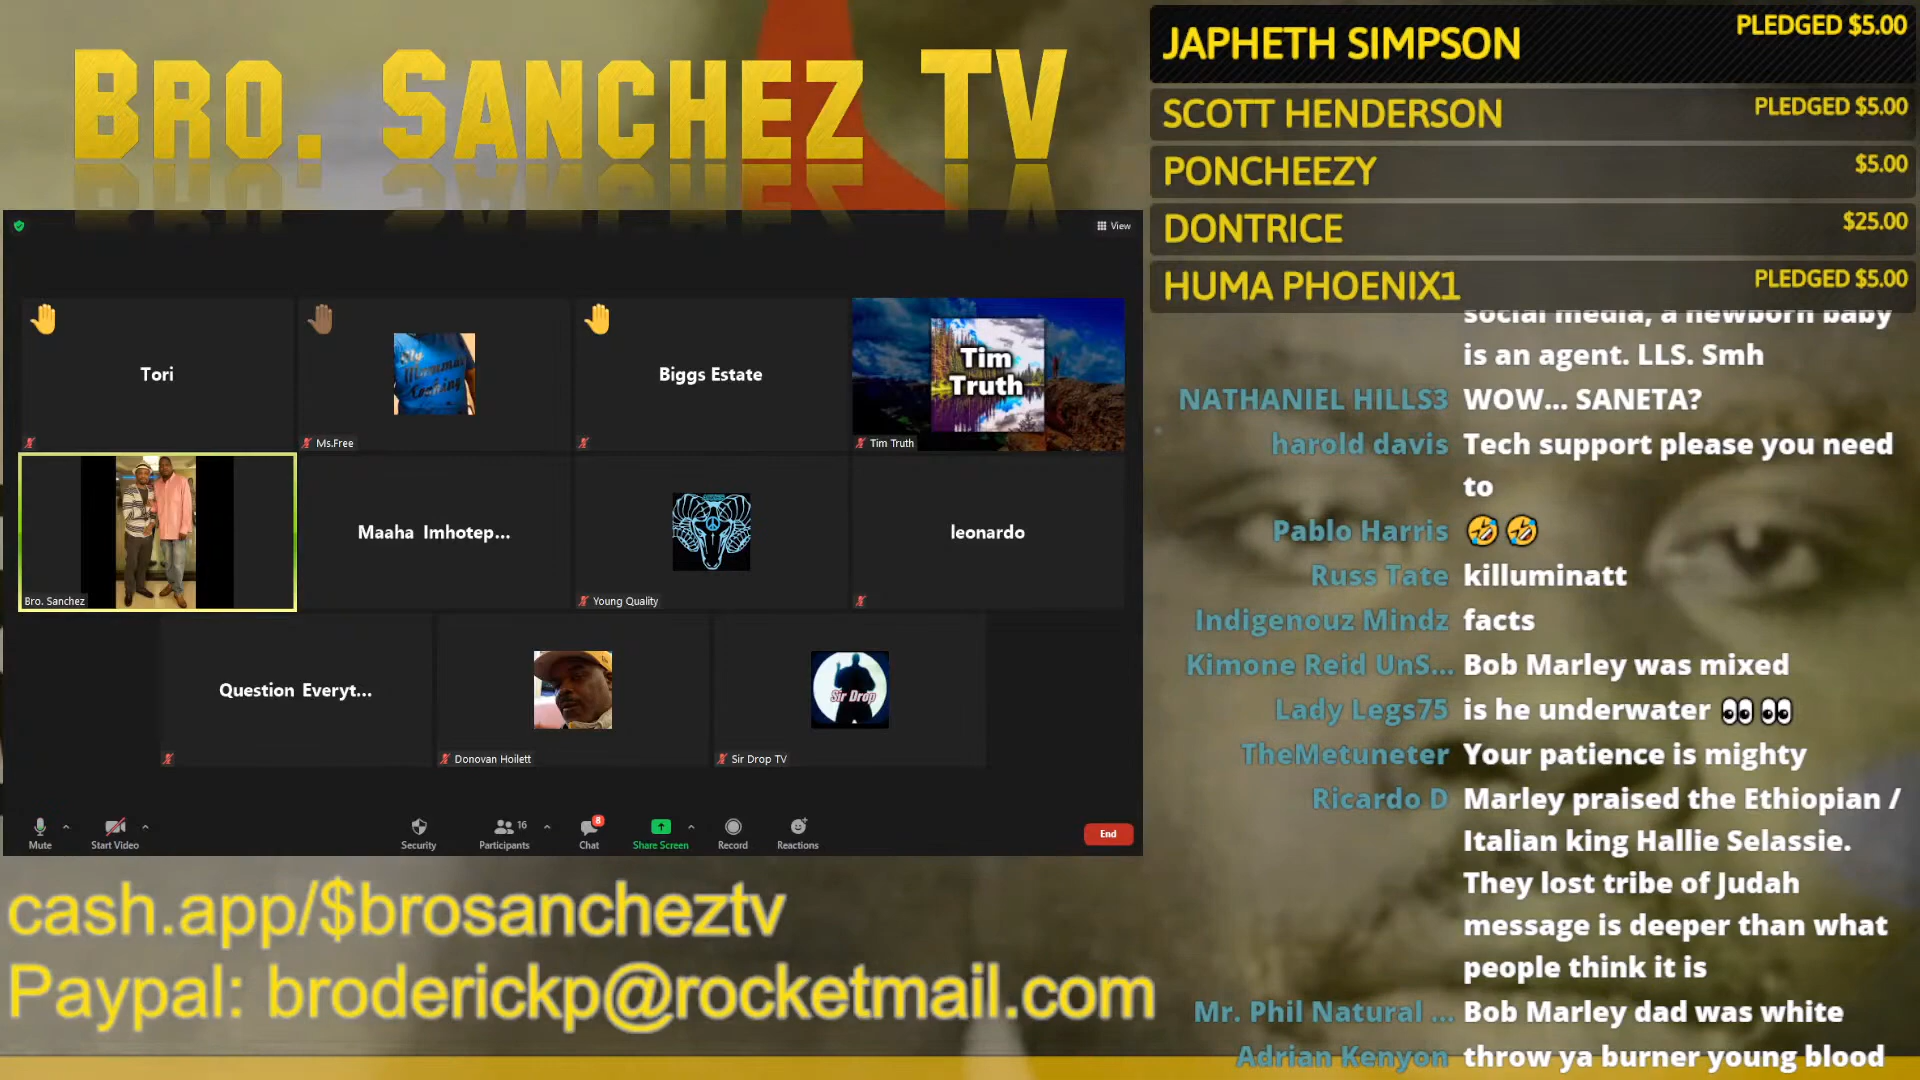 BRO. SANCHEZ TV
View
Tori
Ms.Free
Biggs Estate
Tim
Truth
Tim Truth
Bro. Sanchez
Maaha Imhotep...
Young Quality
leonardo
Question Everyt...
Donovan Hoilett
Sir Drop
Sir Drop TV
Mute
Start Video
Security
16
Participants
8
Chat
Share Screen
Record
Reactions
End
cash.app/$brosancheztv
Paypal: broderickp@rocketmail.com
JAPHETH SIMPSON PLEDGED $5.00
SCOTT HENDERSON PLEDGED $5.00
PONCHEEZY $5.00
DONTRICE $25.00
HUMA PHOENIX1 PLEDGED $5.00
social media, a newborn baby
is an agent. LLS. Smh
NATHANIEL HILLS3 WOW... SANETA?
harold davis Tech support please you need
to
Pablo Harris 🤣 🤣
Russ Tate killuminatt
Indigenouz Mindz facts
Kimone Reid UnS... Bob Marley was mixed
Lady Legs75 is he underwater 👀 👀
TheMetuneter Your patience is mighty
Ricardo D Marley praised the Ethiopian /
Italian king Hallie Selassie.
They lost tribe of Judah
message is deeper than what
people think it is
Mr. Phil Natural ... Bob Marley dad was white
Adrian Kenyon throw ya burner young blood